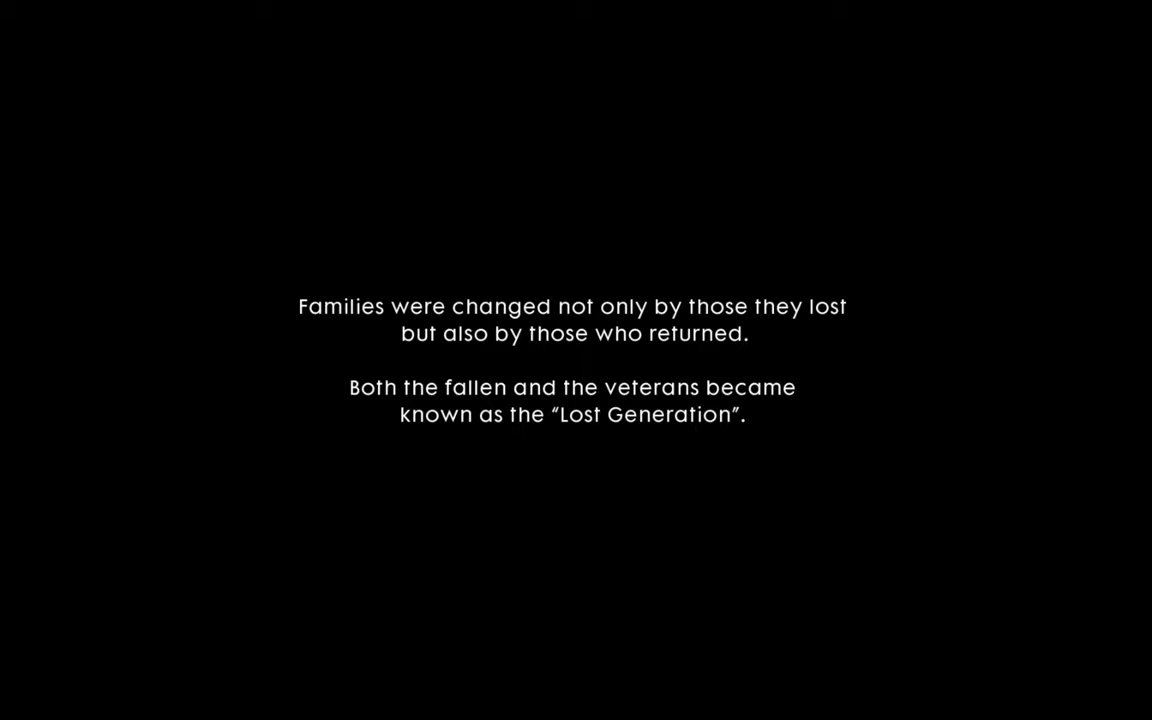 Families were changed not only by those they lost
but also by those who returned.
Both the fallen and the veterans became
known as the “Lost Generation”.